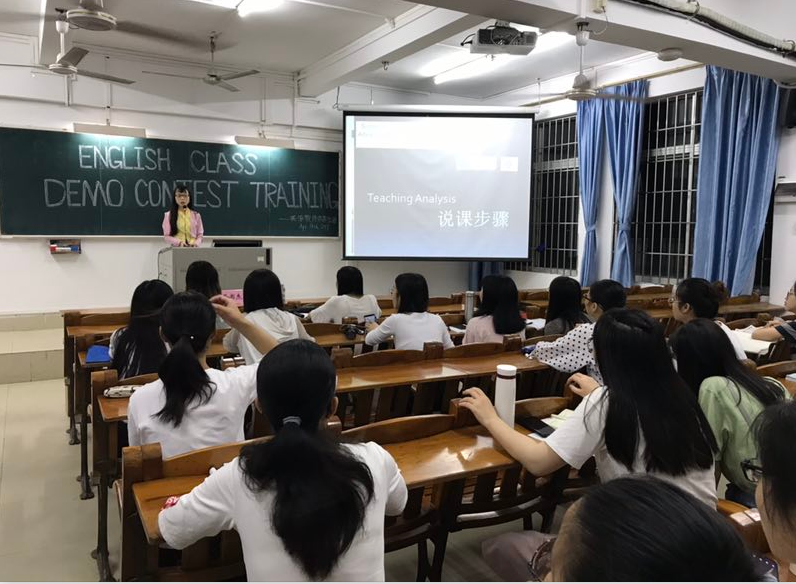 ENGLISH CLASS
DEMO CONTEST TRAINING
Teaching Analysis
说课步骤